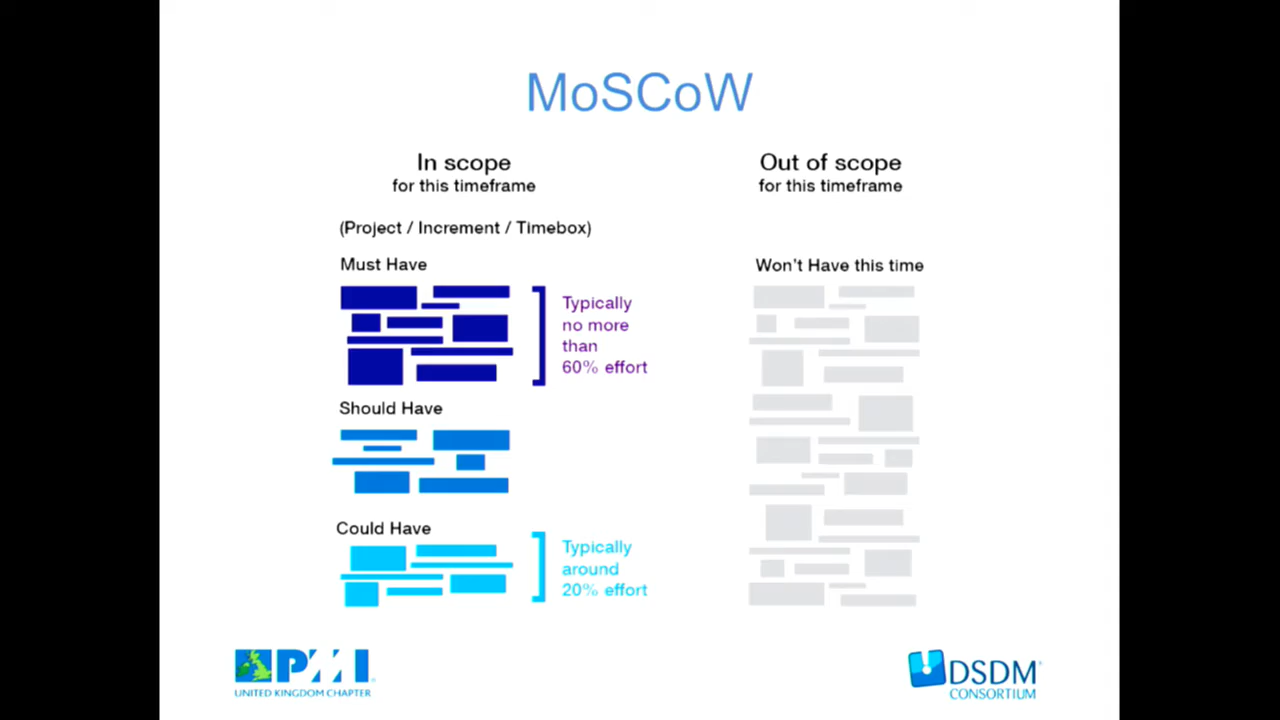 MoSCoW
In scope
for this timeframe
(Project / Increment / Timebox)
Must Have
Typically
no more
than
60% effort
Should Have
Could Have
Typically
around
20% effort
Out of scope
for this timeframe
Won't Have this time
PMI
UNITED KINGDOM CHAPTER
DSDM
CONSORTIUM